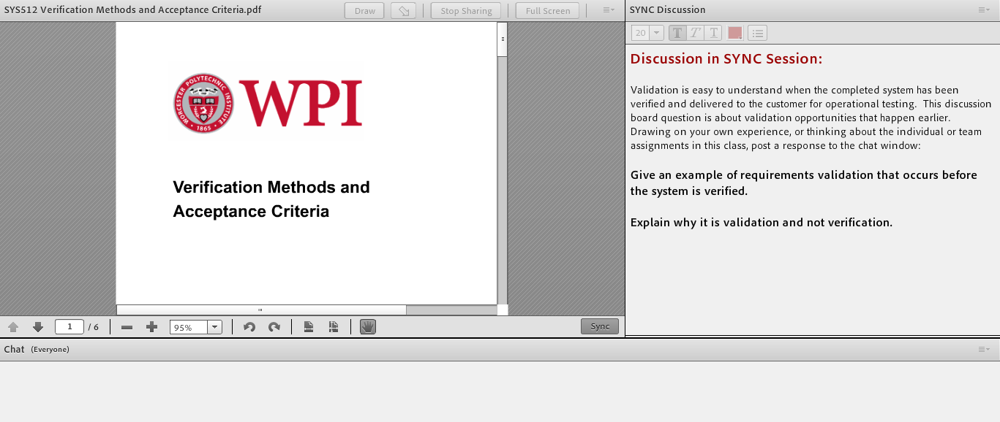 SYS512 Verification Methods and Acceptance Criteria.pdf
Draw
Stop Sharing
Full Screen
WORCESTER POLYTECHNIC INSTITUTE
1865
WPI
Verification Methods and
Acceptance Criteria
1 / 6
95%
Sync
SYNC Discussion
20
T T T
Discussion in SYNC Session:
Validation is easy to understand when the completed system has been
verified and delivered to the customer for operational testing.  This discussion
board question is about validation opportunities that happen earlier.
Drawing on your own experience, or thinking about the individual or team
assignments in this class, post a response to the chat window:
Give an example of requirements validation that occurs before
the system is verified.
Explain why it is validation and not verification.
Chat (Everyone)